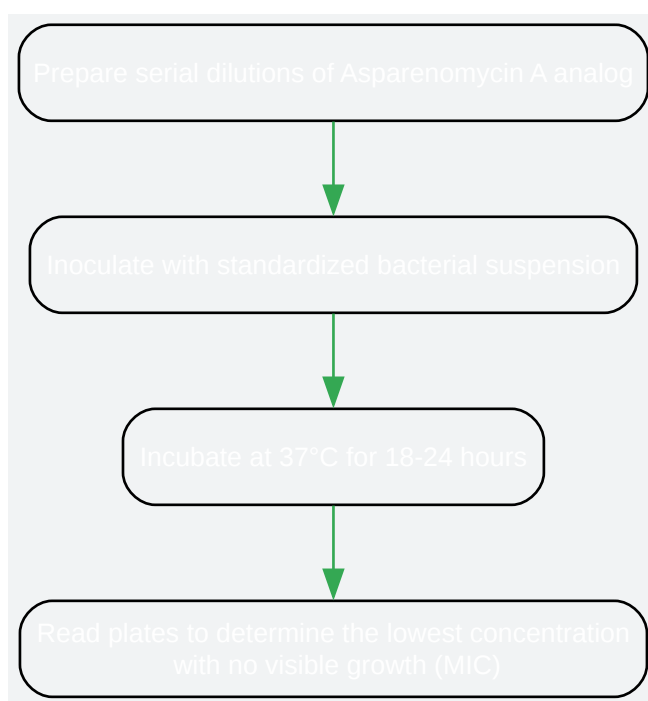 Prepare serial dilutions of Asparenomycin A analog
Inoculate with standardized bacterial suspension
Incubate at 37°C for 18-24 hours
Read plates to determine the lowest concentration
with no visible growth (MIC)